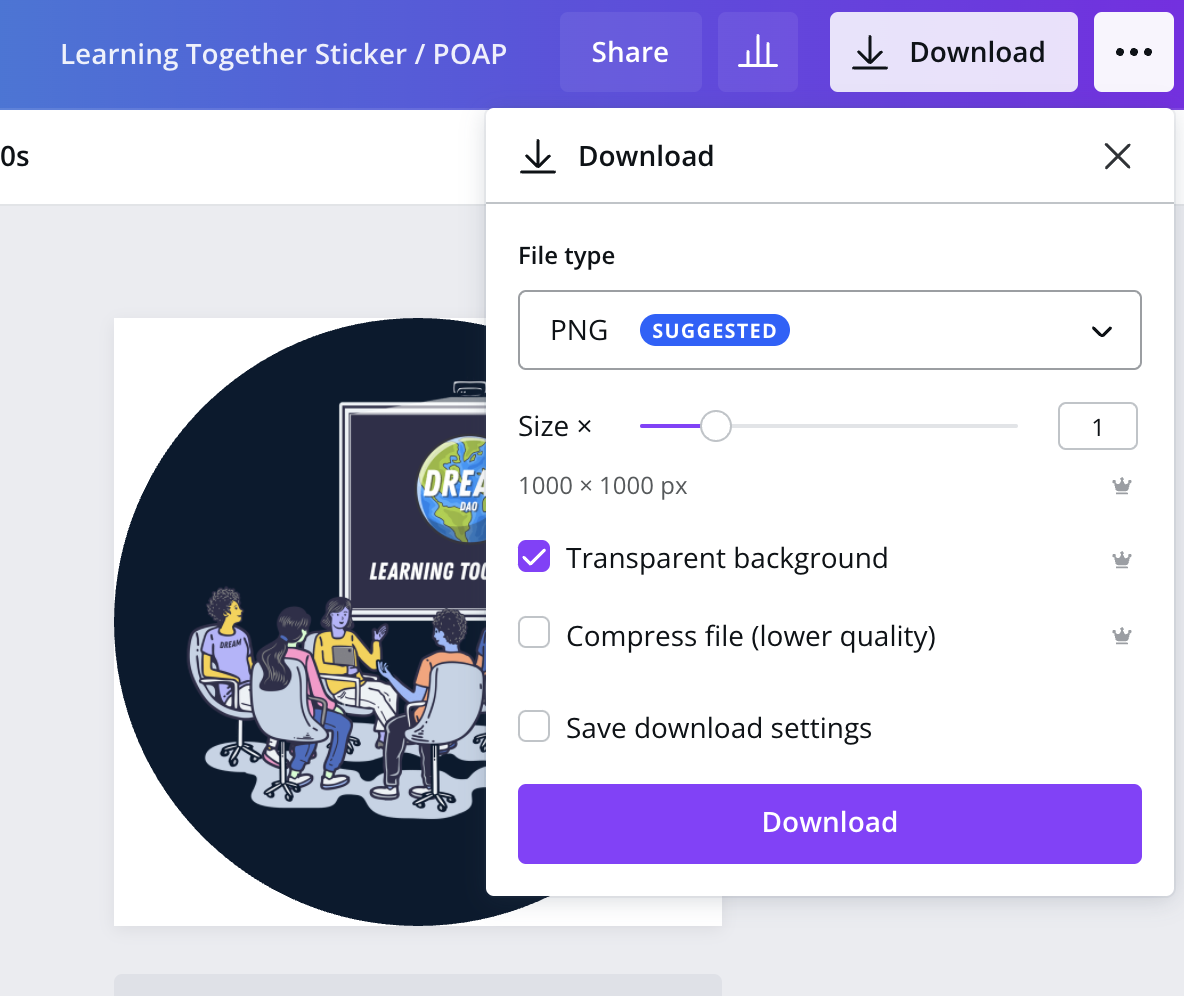 Learning Together Sticker / POAP
Share
Download
0s
Download
File type
PNG SUGGESTED
Size × 1
1000 × 1000 px
Transparent background
Compress file (lower quality)
Save download settings
Download
DREA
DAO
LEARNING TO
DREAM